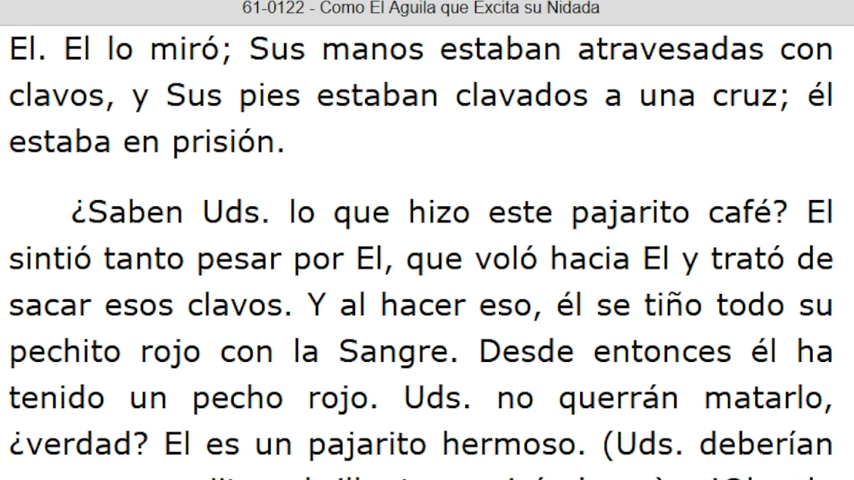 61-0122 - Como El Aguila que Excita su Nidada
El. El lo miró; Sus manos estaban atravesadas con
clavos, y Sus pies estaban clavados a una cruz; él
estaba en prisión.
¿Saben Uds. lo que hizo este pajarito café? El
sintió tanto pesar por El, que voló hacia El y trató de
sacar esos clavos. Y al hacer eso, él se tiño todo su
pechito rojo con la Sangre. Desde entonces él ha
tenido un pecho rojo. Uds. no querrán matarlo,
¿verdad? El es un pajarito hermoso. (Uds. deberían